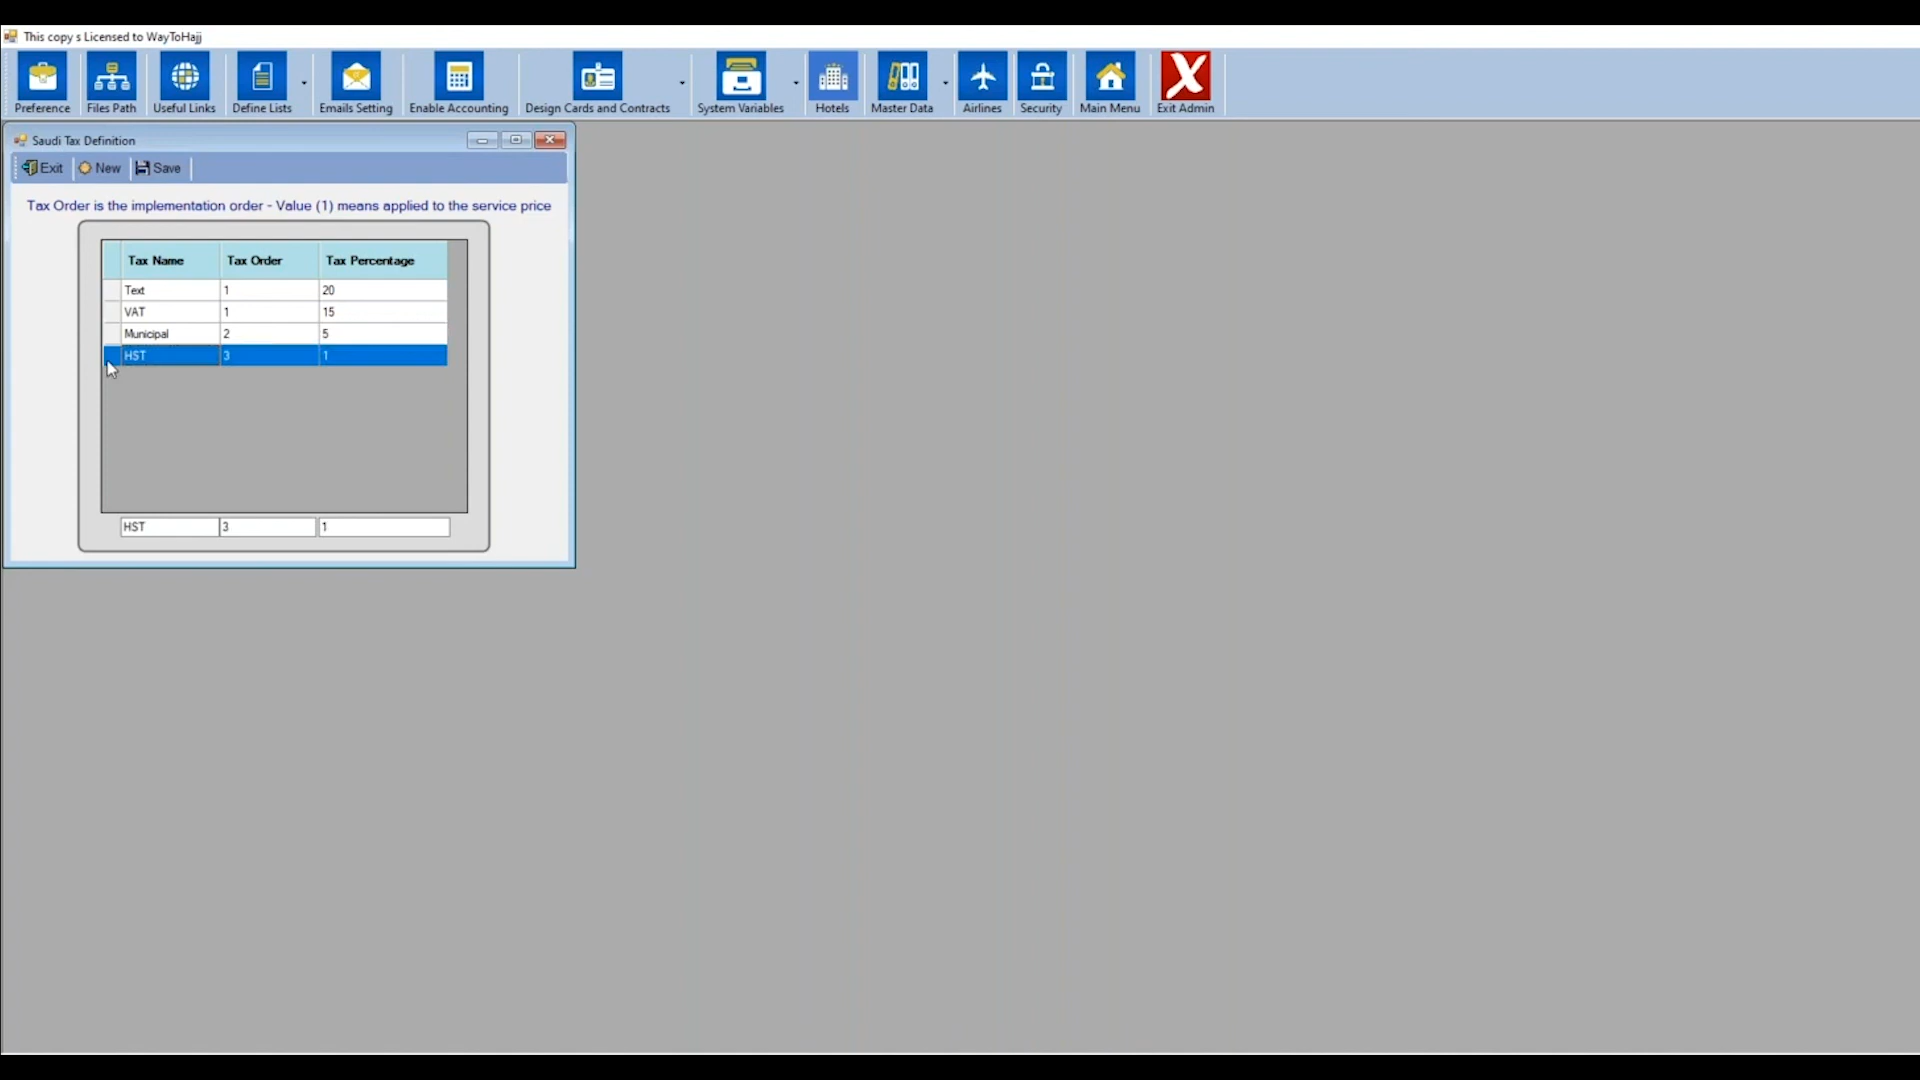 This copy s Licensed to WayToHajj
Preference Files Path Useful Links Define Lists Emails Setting Enable Accounting Design Cards and Contracts System Variables Hotels Master Data Airlines Security Main Menu Exit Admin
Saudi Tax Definition
Exit New Save
Tax Order is the implementation order - Value (1) means applied to the service price
Tax Name Tax Order Tax Percentage
Text 1 20
VAT 1 15
Municipal 2 5
HST 3 1
HST 3 1